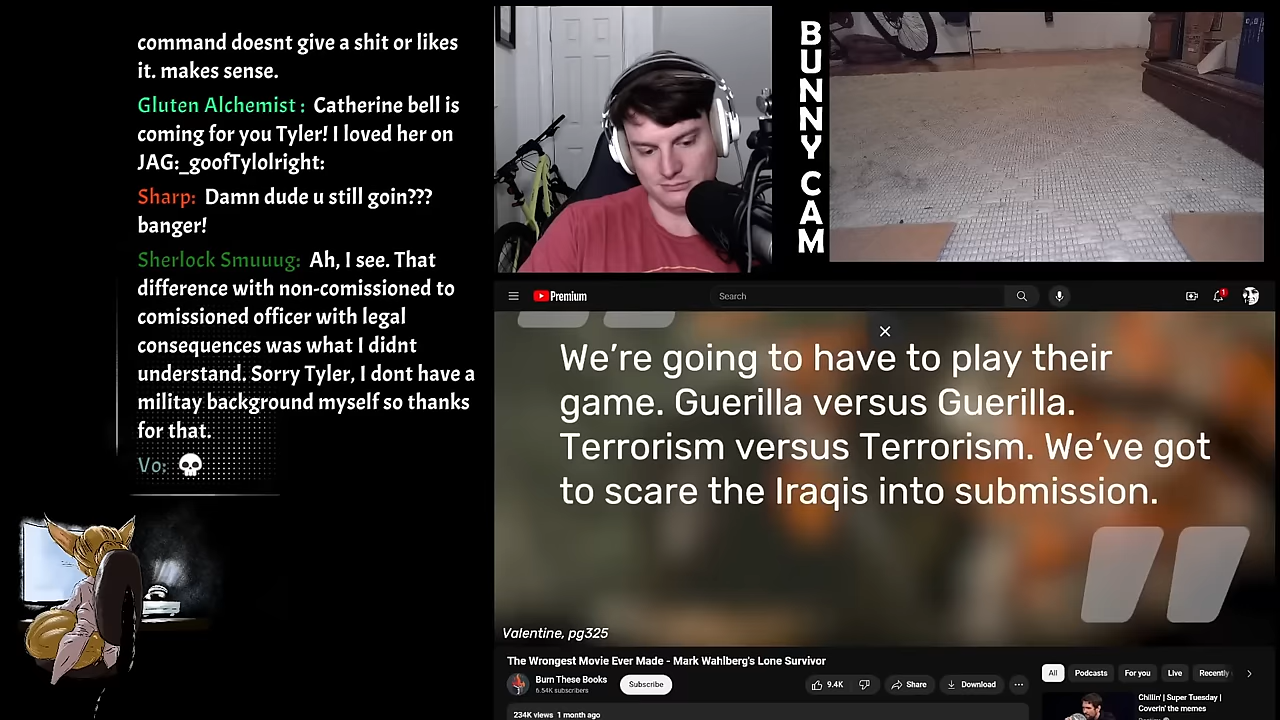 command doesnt give a shit or likes
it. makes sense.
Gluten Alchemist : Catherine bell is
coming for you Tyler! I loved her on
JAG:_goofTylolright:
Sharp: Damn dude u still goin???
banger!
Sherlock Smuuug: Ah, I see. That
difference with non-comissioned to
comissioned officer with legal
consequences was what I didnt
understand. Sorry Tyler, I dont have a
militay background myself so thanks
for that.
Vo:
BUNNY CAM
Premium
Search
1
We're going to have to play their
game. Guerilla versus Guerilla.
Terrorism versus Terrorism. We've got
to scare the Iraqis into submission.
Valentine, pg325
The Wrongest Movie Ever Made - Mark Wahlberg's Lone Survivor
Burn These Books
6.54K subscribers
Subscribe
9.4K
Share
Download
234K views 1 month ago
All
Podcasts
For you
Live
Recently
Chillin' | Super Tuesday |
Coverin' the memes